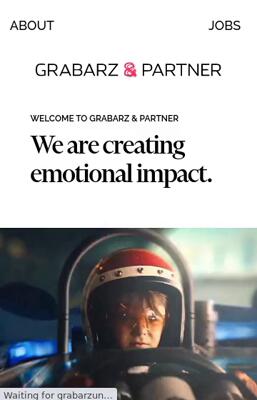 ABOUT JOBS
GRABARZ & PARTNER
WELCOME TO GRABARZ & PARTNER
We are creating
emotional impact.
Waiting for grabarzun...